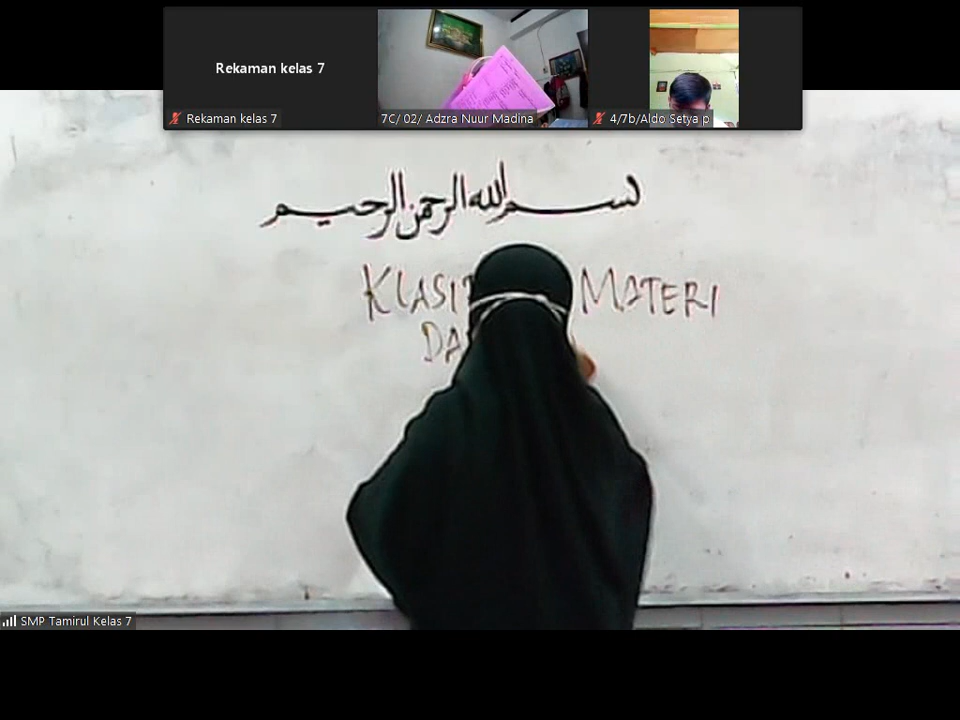 Rekaman kelas 7
Rekaman kelas 7
7C/ 02/ Adzra Nuur Madina
4/7b/Aldo Setya p
بسم الله الرحمن الرحيم
MATERI
SMP Tamirul Kelas 7